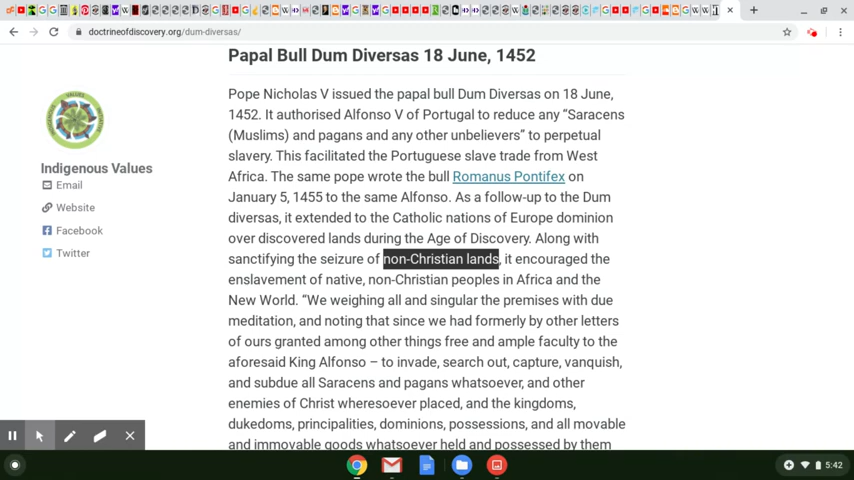 doctrineofdiscovery.org/dum-diversas/
Papal Bull Dum Diversas 18 June, 1452
Pope Nicholas V issued the papal bull Dum Diversas on 18 June,
1452. It authorised Alfonso V of Portugal to reduce any “Saracens
(Muslims) and pagans and any other unbelievers” to perpetual
slavery. This facilitated the Portuguese slave trade from West
Africa. The same pope wrote the bull Romanus Pontifex on
January 5, 1455 to the same Alfonso. As a follow-up to the Dum
diversas, it extended to the Catholic nations of Europe dominion
over discovered lands during the Age of Discovery. Along with
sanctifying the seizure of non-Christian lands, it encouraged the
enslavement of native, non-Christian peoples in Africa and the
New World. “We weighing all and singular the premises with due
meditation, and noting that since we had formerly by other letters
of ours granted among other things free and ample faculty to the
aforesaid King Alfonso – to invade, search out, capture, vanquish,
and subdue all Saracens and pagans whatsoever, and other
enemies of Christ wheresoever placed, and the kingdoms,
dukedoms, principalities, dominions, possessions, and all movable
and immovable goods whatsoever held and possessed by them
Indigenous Values
Email
Website
Facebook
Twitter
5:42